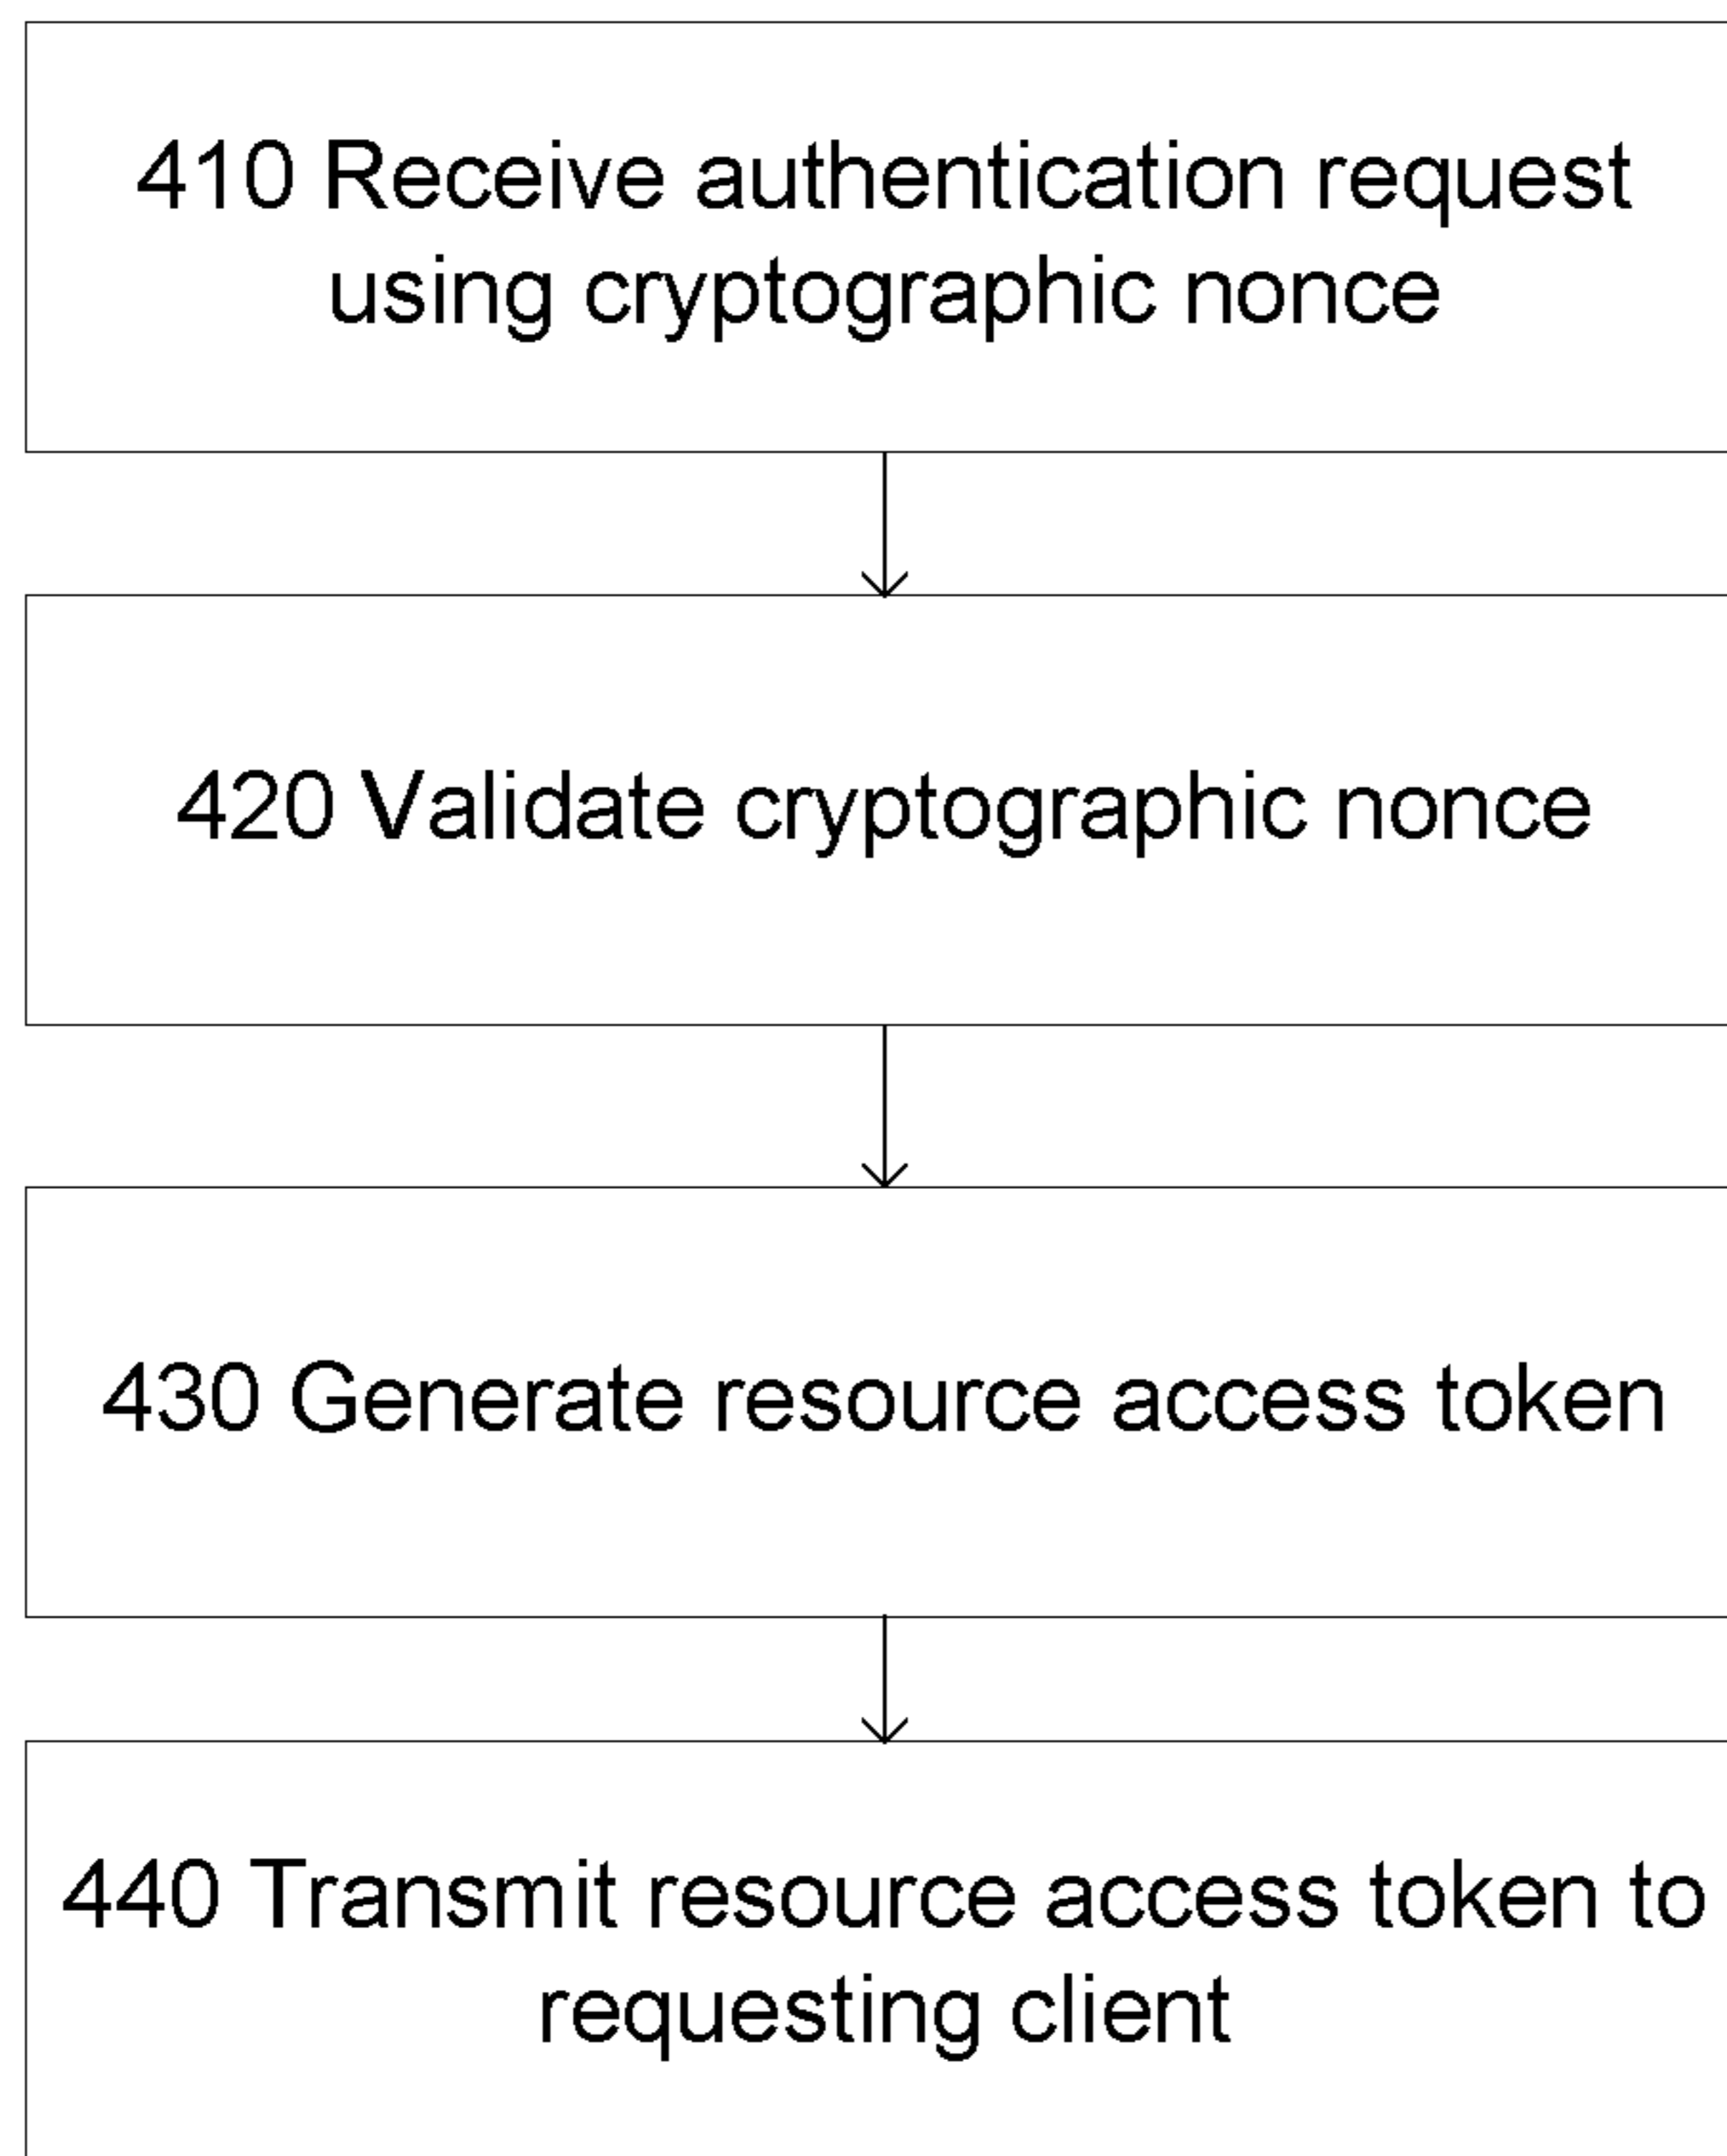 410 Receive authentication request
using cryptographic nonce
420 Validate cryptographic nonce
430 Generate resource access token
440 Transmit resource access token to
requesting client